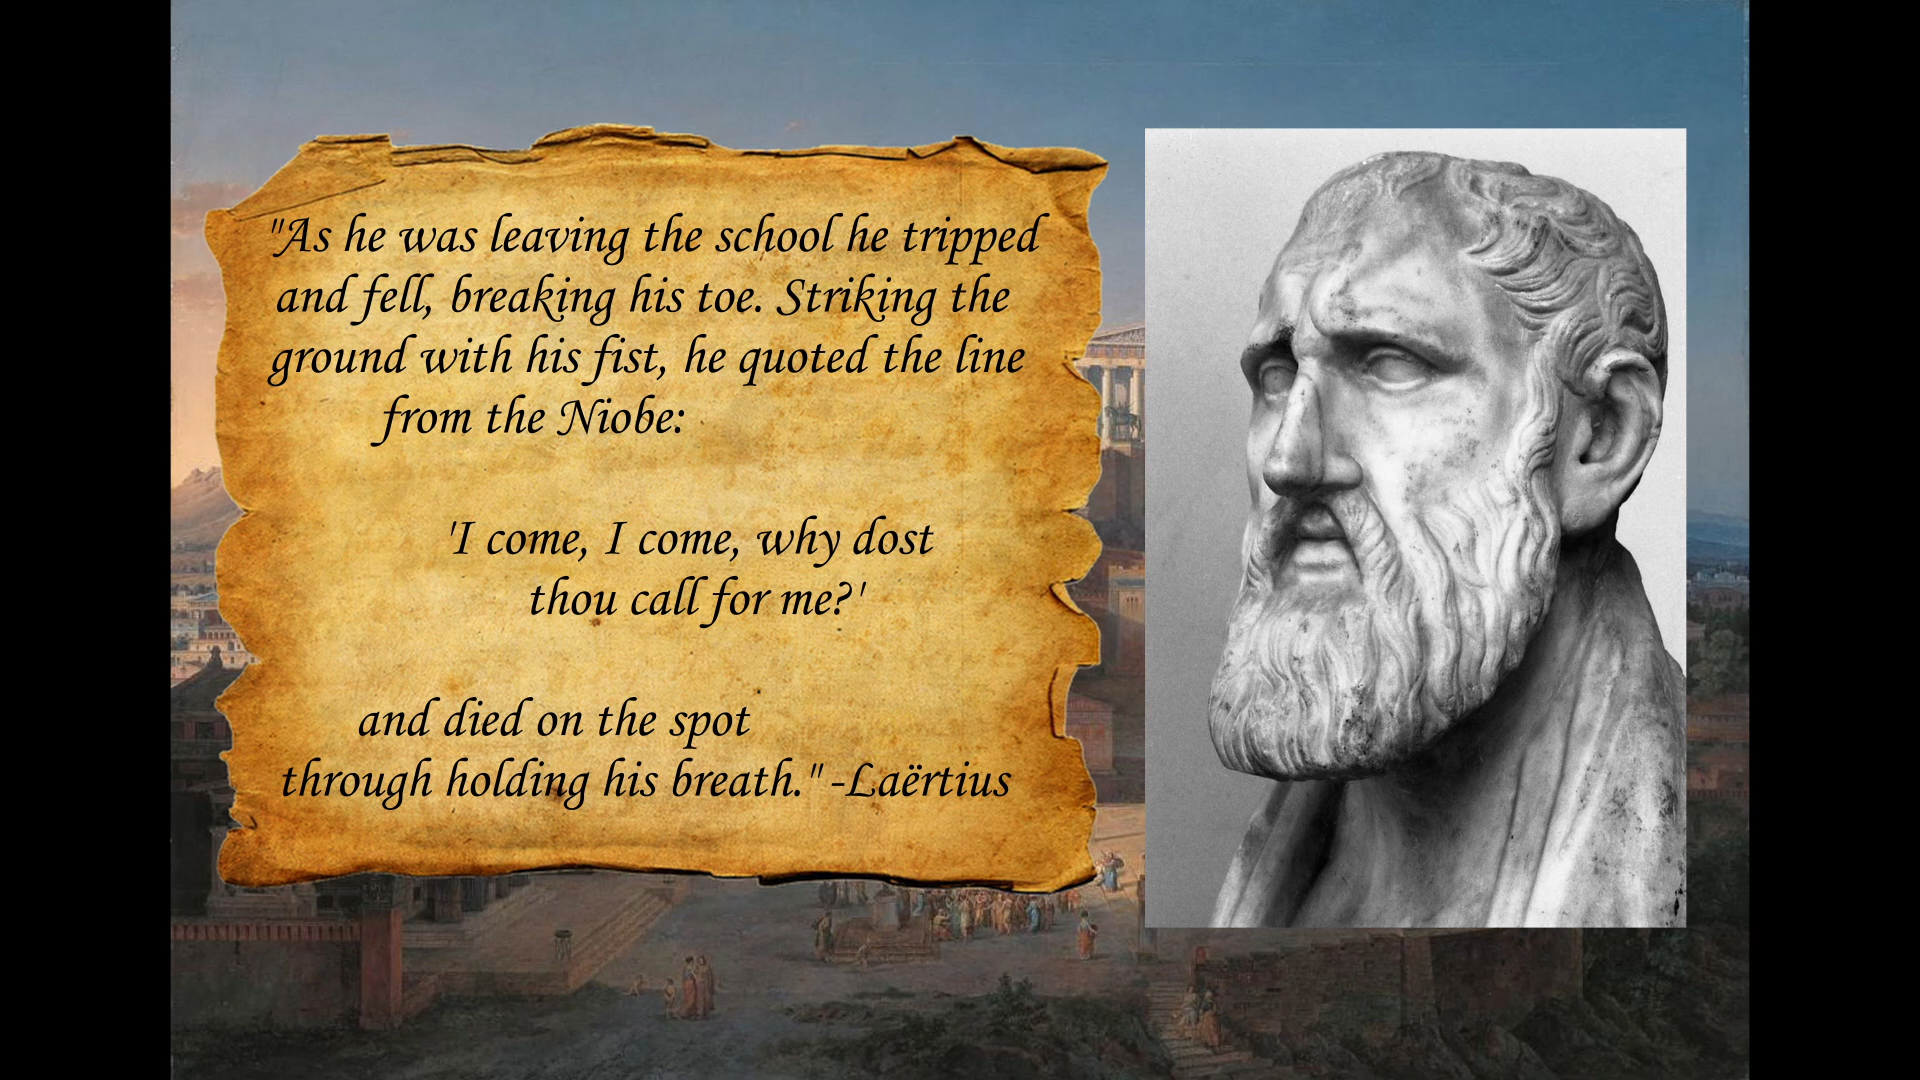 "As he was leaving the school he tripped
and fell, breaking his toe. Striking the
ground with his fist, he quoted the line
from the Niobe:
'I come, I come, why dost
thou call for me?'
and died on the spot
through holding his breath." -Laërtius